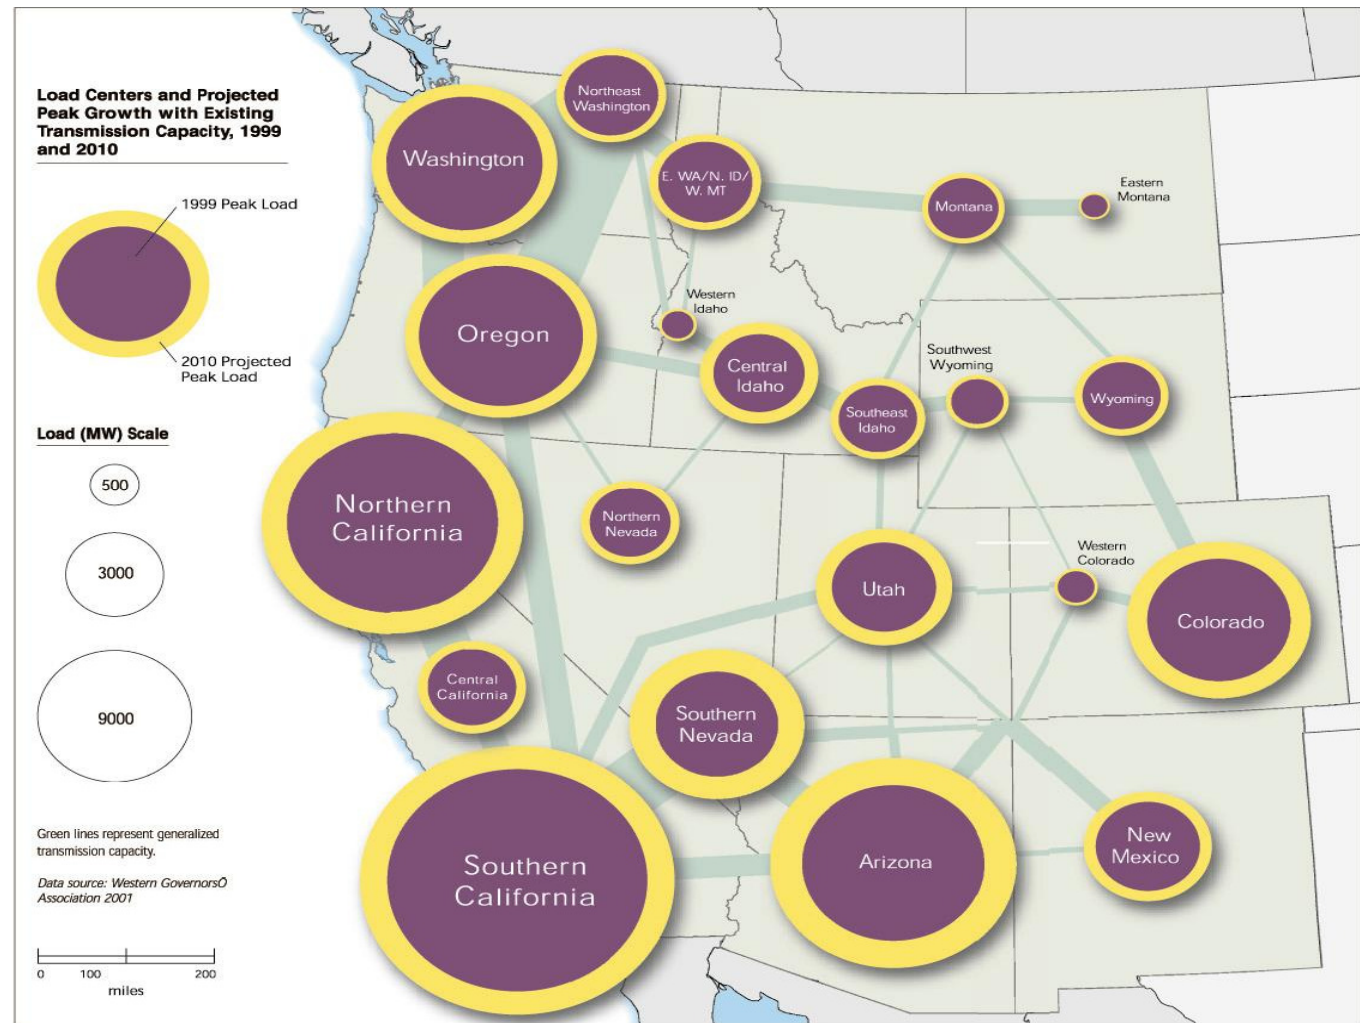 Load Centers and Projected
Peak Growth with Existing
Transmission Capacity, 1999
and 2010
1999 Peak Load
2010 Projected
Peak Load
Load (MW) Scale
500
3000
9000
Green lines represent generalized
transmission capacity.
Data source: Western GovernorsÕ
Association 2001
0 100 200
miles
Northeast
Washington
Washington
E. WA/N. ID/
W. MT
Eastern
Montana
Montana
Western
Idaho
Oregon
Central
Idaho
Southwest
Wyoming
Southeast
Idaho
Wyoming
Northern
California
Northern
Nevada
Western
Colorado
Utah
Colorado
Central
California
Southern
Nevada
Southern
California
Arizona
New
Mexico